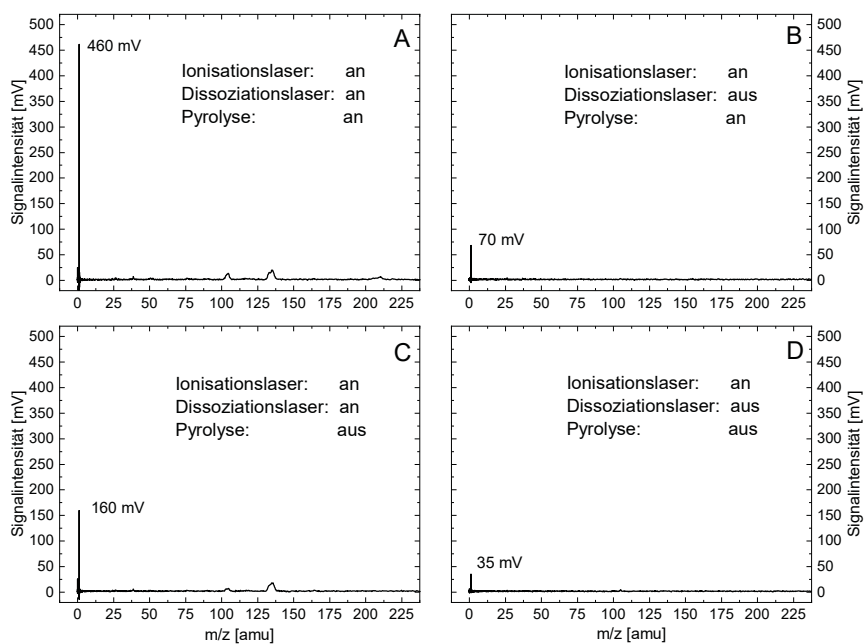 A
460 mV
Ionisationslaser: an
Dissoziationslaser: an
Pyrolyse: an
Signalintensität [mV]
500
450
400
350
300
250
200
150
100
50
0
0 25 50 75 100 125 150 175 200 225
B
70 mV
Ionisationslaser: an
Dissoziationslaser: aus
Pyrolyse: an
Signalintensität [mV]
500
450
400
350
300
250
200
150
100
50
0
0 25 50 75 100 125 150 175 200 225
C
160 mV
Ionisationslaser: an
Dissoziationslaser: an
Pyrolyse: aus
Signalintensität [mV]
500
450
400
350
300
250
200
150
100
50
0
0 25 50 75 100 125 150 175 200 225
m/z [amu]
D
35 mV
Ionisationslaser: an
Dissoziationslaser: aus
Pyrolyse: aus
Signalintensität [mV]
500
450
400
350
300
250
200
150
100
50
0
0 25 50 75 100 125 150 175 200 225
m/z [amu]